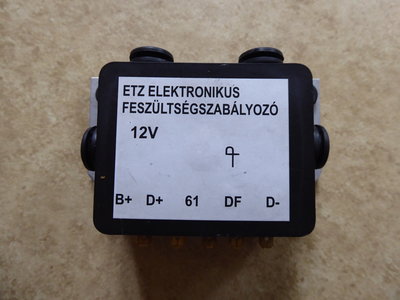 ETZ ELEKTRONIKUS
FESZÜLTSÉGSZABÁLYOZÓ
12V
B+ D+ 61 DF D-